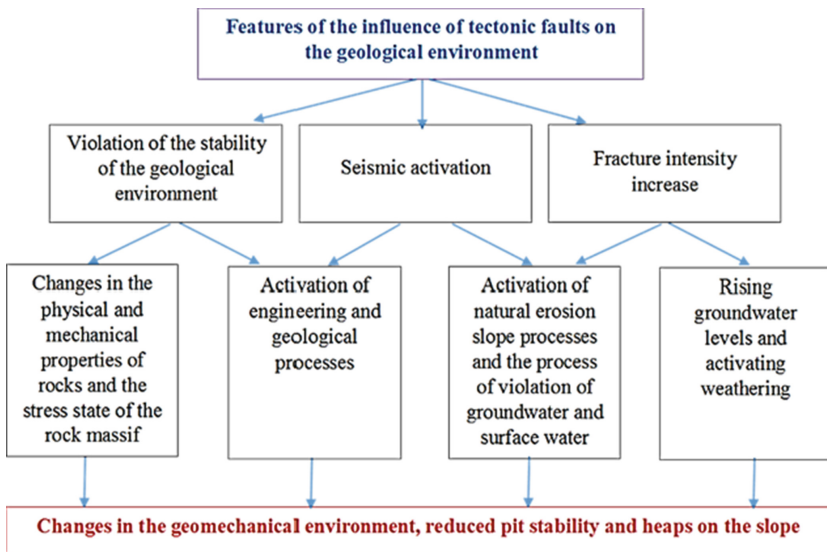 Features of the influence of tectonic faults on
the geological environment
Violation of the stability
of the geological
environment
Seismic activation
Fracture intensity
increase
Changes in the
physical and
mechanical
properties of
rocks and the
stress state of the
rock massif
Activation of
engineering and
geological
processes
Activation of
natural erosion
slope processes
and the process
of violation of
groundwater and
surface water
Rising
groundwater
levels and
activating
weathering
Changes in the geomechanical environment, reduced pit stability and heaps on the slope